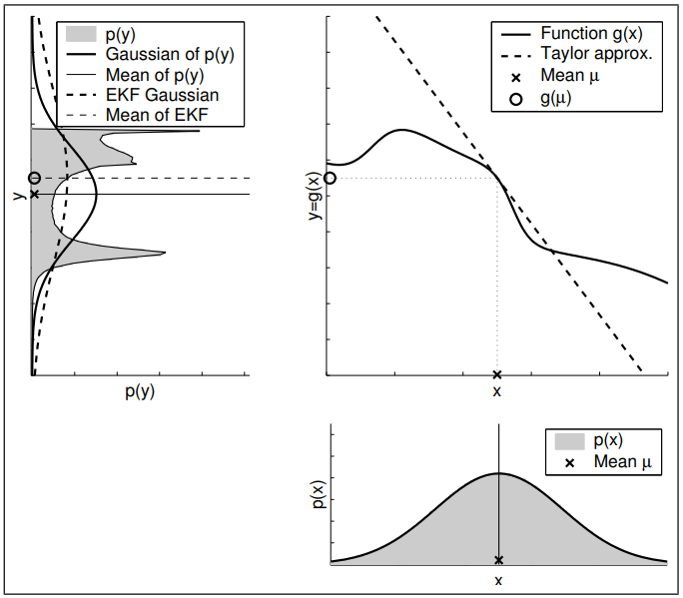 p(y)
Gaussian of p(y)
Mean of p(y)
EKF Gaussian
Mean of EKF
y
p(y)
Function g(x)
Taylor approx.
Mean μ
g(μ)
y=g(x)
x
p(x)
Mean μ
p(x)
x